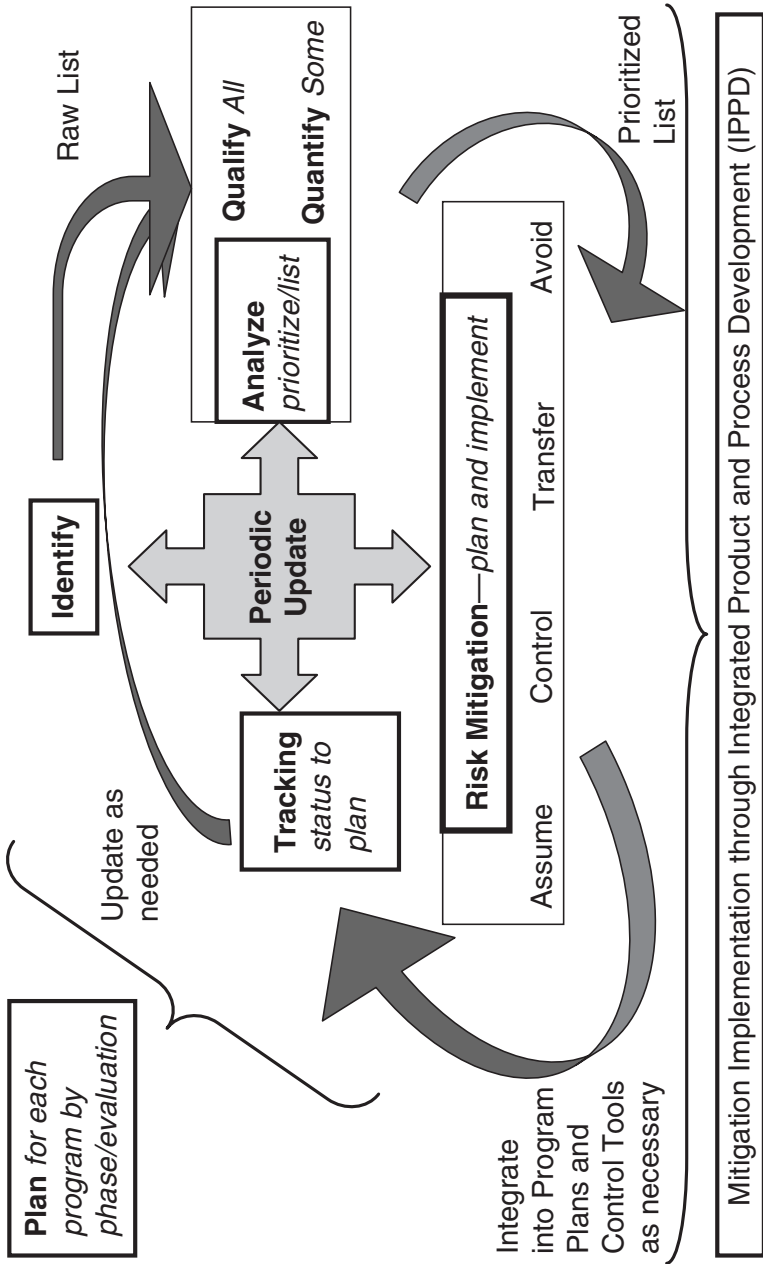 Plan for each
program by
phase/evaluation
Update as
needed
Identify
Raw List
Tracking
status to
plan
Periodic
Update
Analyze
prioritize/list
Qualify All
Quantify Some
Risk Mitigation—plan and implement
Assume
Control
Transfer
Avoid
Integrate
into Program
Plans and
Control Tools
as necessary
Prioritized
List
Mitigation Implementation through Integrated Product and Process Development (IPPD)